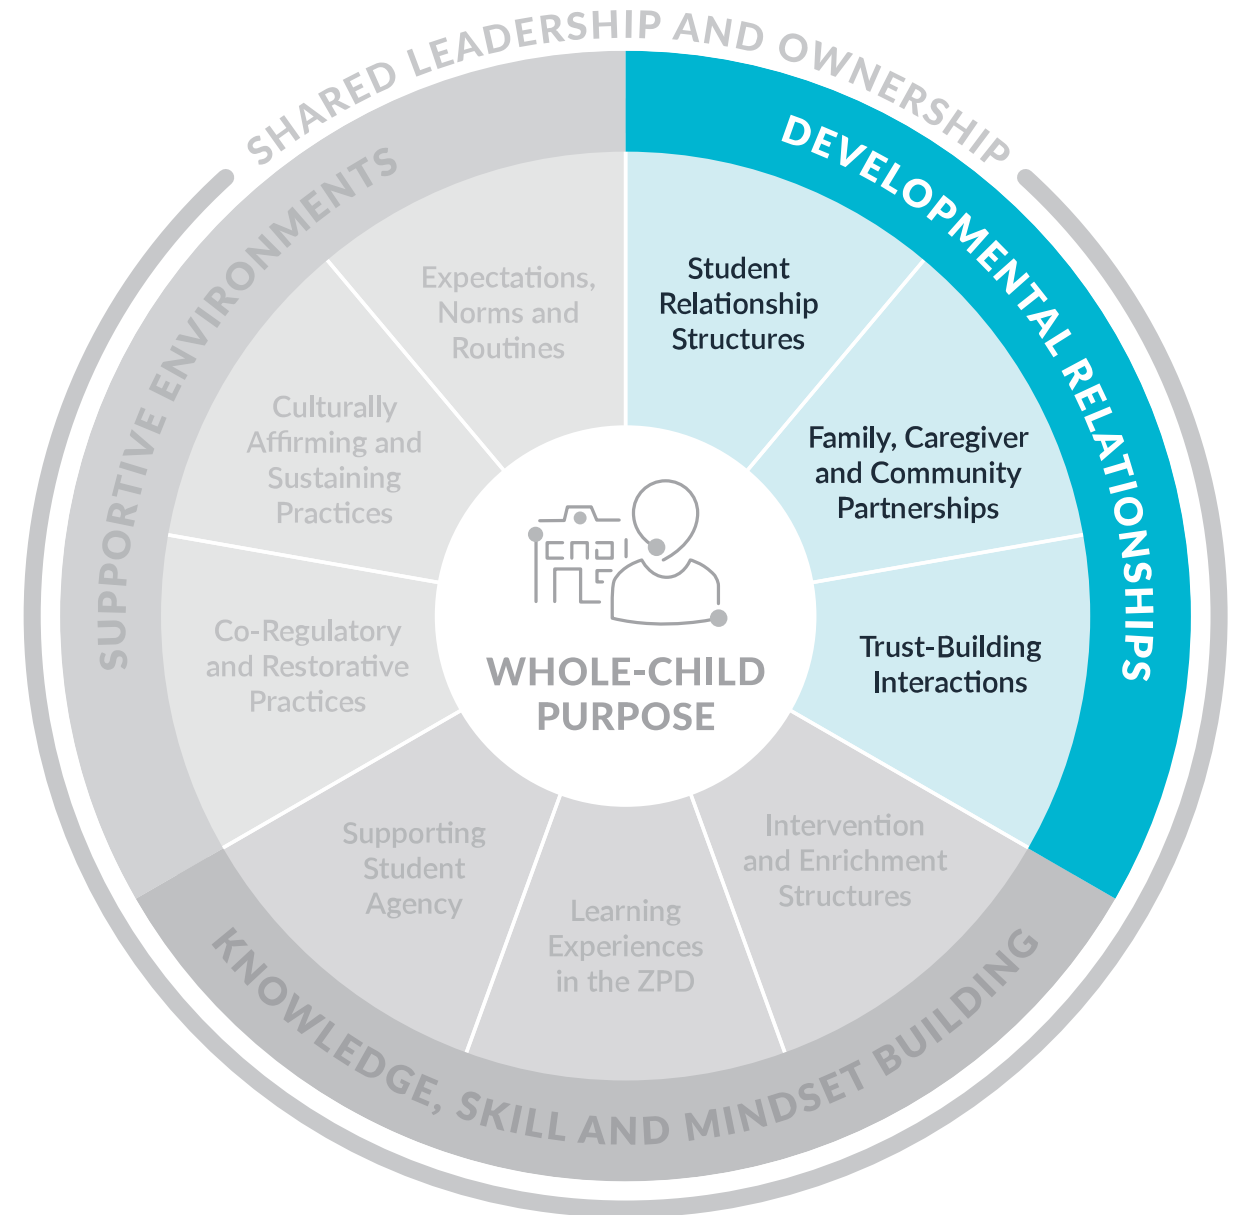 SHARED LEADERSHIP AND OWNERSHIP
DEVELOPMENTAL RELATIONSHIPS
Student
Relationship
Structures
Family, Caregiver
and Community
Partnerships
Trust-Building
Interactions
KNOWLEDGE, SKILL AND MINDSET BUILDING
Intervention
and Enrichment
Structures
Learning
Experiences
in the ZPD
Supporting
Student
Agency
SUPPORTIVE ENVIRONMENTS
Co-Regulatory
and Restorative
Practices
Culturally
Affirming and
Sustaining
Practices
Expectations,
Norms and
Routines
WHOLE-CHILD
PURPOSE